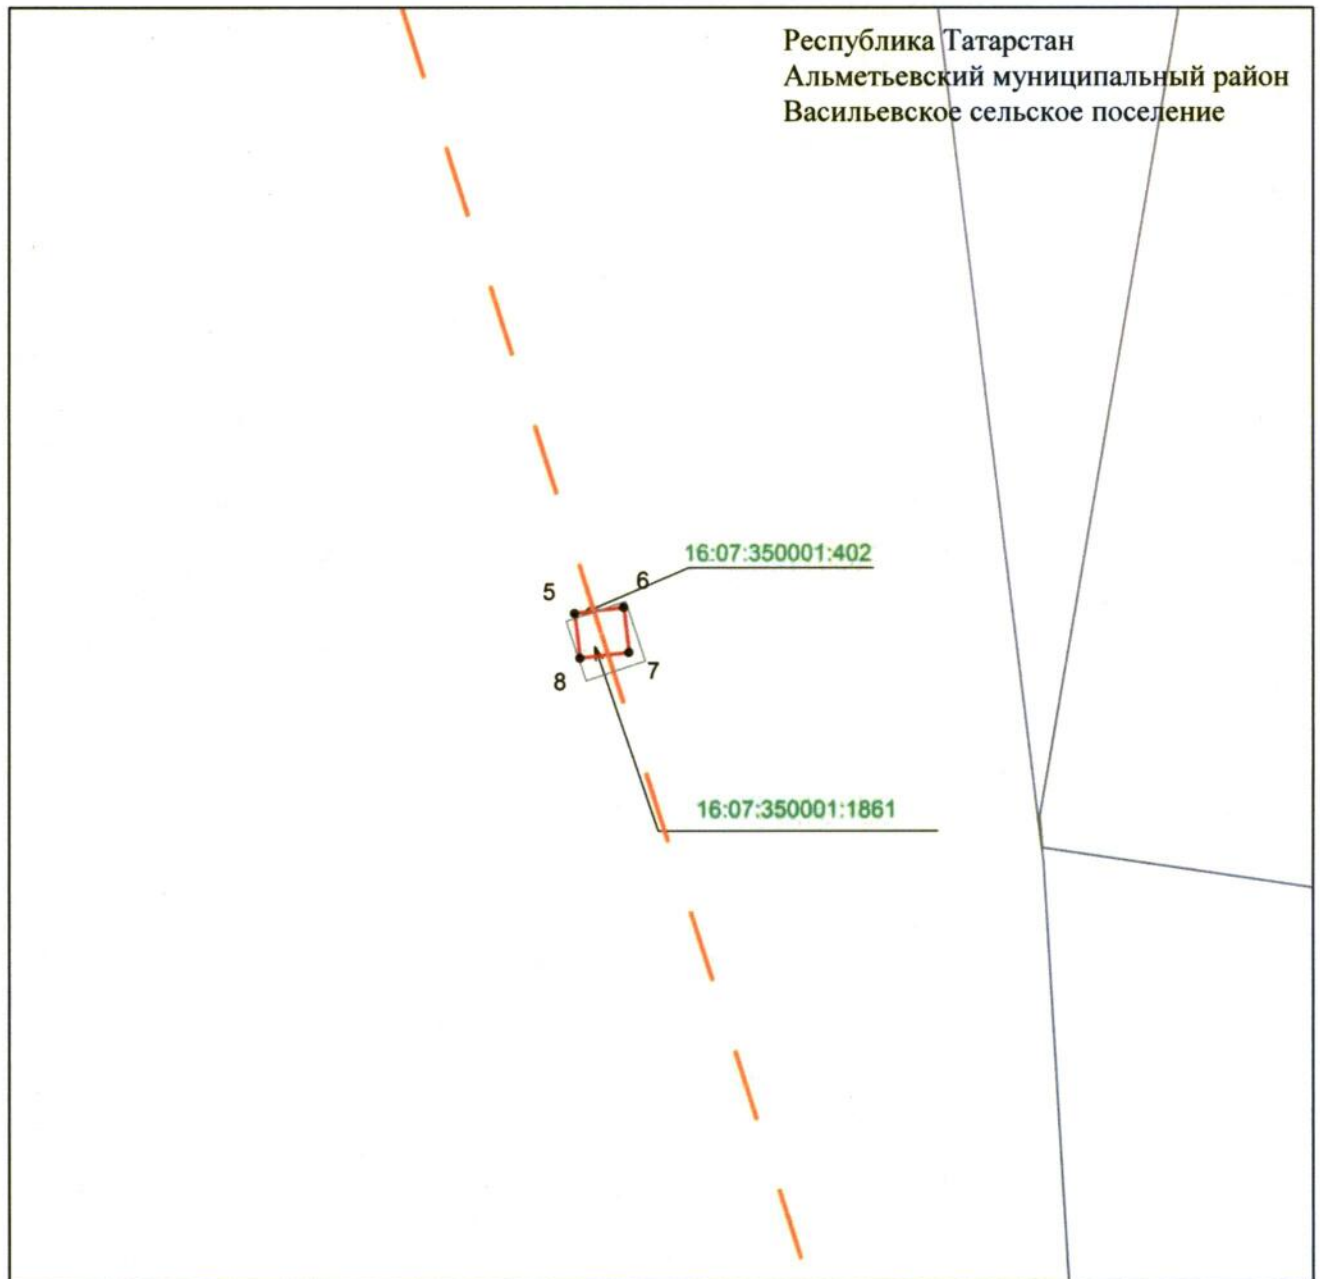 Республика Татарстан
Альметьевский муниципальный район
Васильевское сельское поселение
16:07:350001:402
5
6
7
8
16:07:350001:1861